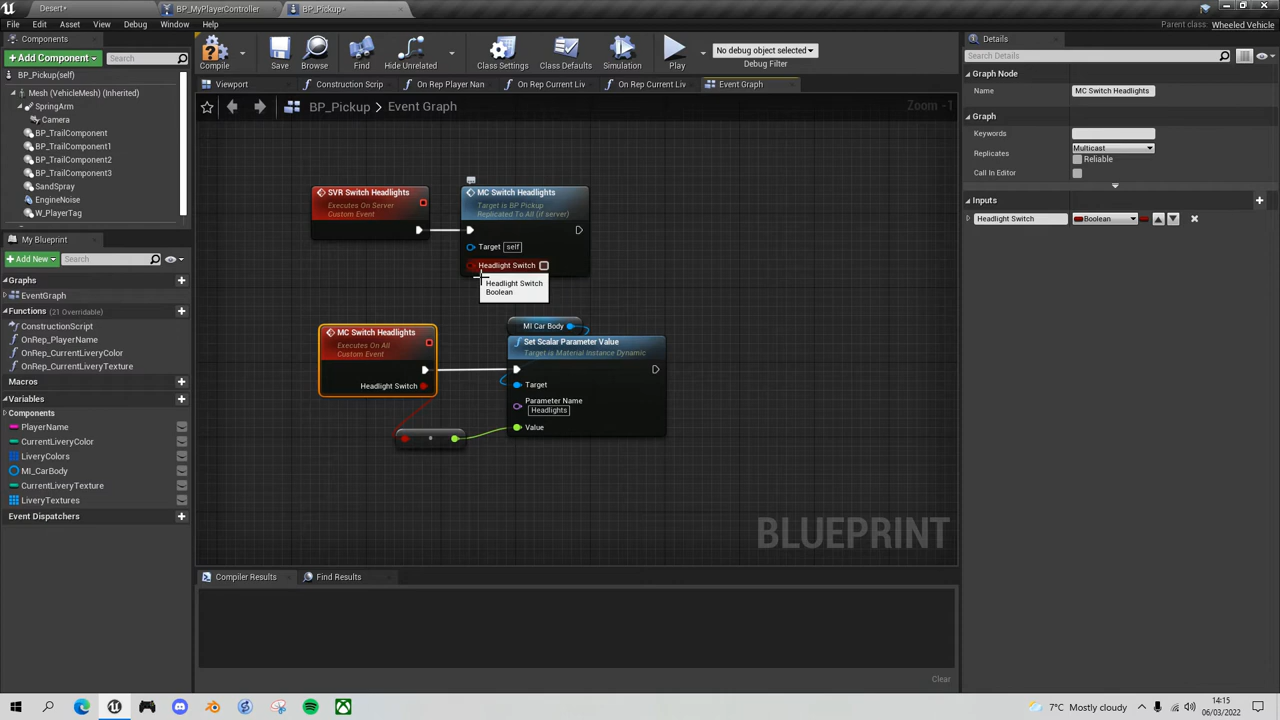 Desert*
BP_MyPlayerController
BP_Pickup*
File
Edit
Asset
View
Debug
Window
Help
Parent class: Wheeled Vehicle
Components
+ Add Component
Search
BP_Pickup(self)
Mesh (VehicleMesh) (Inherited)
SpringArm
Camera
BP_TrailComponent
BP_TrailComponent1
BP_TrailComponent2
BP_TrailComponent3
SandSpray
EngineNoise
W_PlayerTag
My Blueprint
Add New
Search
Graphs
EventGraph
Functions (21 Overridable)
ConstructionScript
OnRep_PlayerName
OnRep_CurrentLiveryColor
OnRep_CurrentLiveryTexture
Macros
Variables
Components
PlayerName
CurrentLiveryColor
LiveryColors
MI_CarBody
CurrentLiveryTexture
LiveryTextures
Event Dispatchers
Compile
Save
Browse
Find
Hide Unrelated
Class Settings
Class Defaults
Simulation
Play
No debug object selected
Debug Filter
Viewport
Construction Scrip
On Rep Player Nan
On Rep Current Liv
On Rep Current Liv
Event Graph
BP_Pickup > Event Graph
Zoom -1
SVR Switch Headlights
Executes On Server
Custom Event
MC Switch Headlights
Target is BP Pickup
Replicated To All (if server)
Target self
Headlight Switch
Headlight Switch
Boolean
MC Switch Headlights
Executes On All
Custom Event
Headlight Switch
MI Car Body
Set Scalar Parameter Value
Target is Material Instance Dynamic
Target
Parameter Name
Headlights
Value
BLUEPRINT
Compiler Results
Find Results
Clear
Details
Search Details
Graph Node
Name
MC Switch Headlights
Graph
Keywords
Replicates
Multicast
Reliable
Call In Editor
Inputs
Headlight Switch
Boolean
7°C Mostly cloudy
14:15
06/03/2022